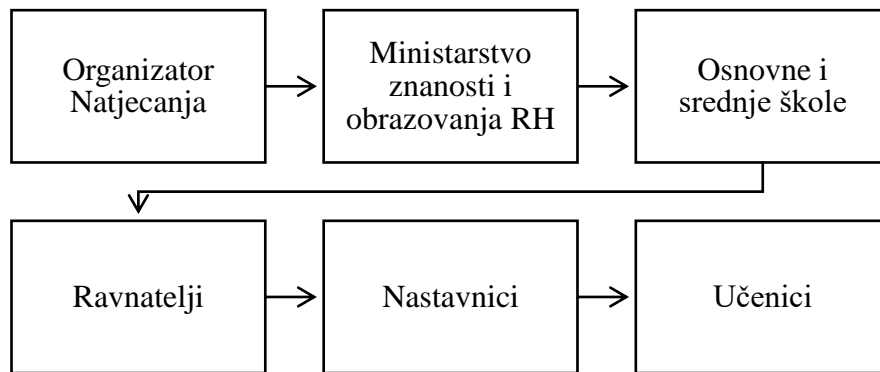 Organizator
Natjecanja
Ministarstvo
znanosti i
obrazovanja RH
Osnovne i
srednje škole
Ravnatelji
Nastavnici
Učenici